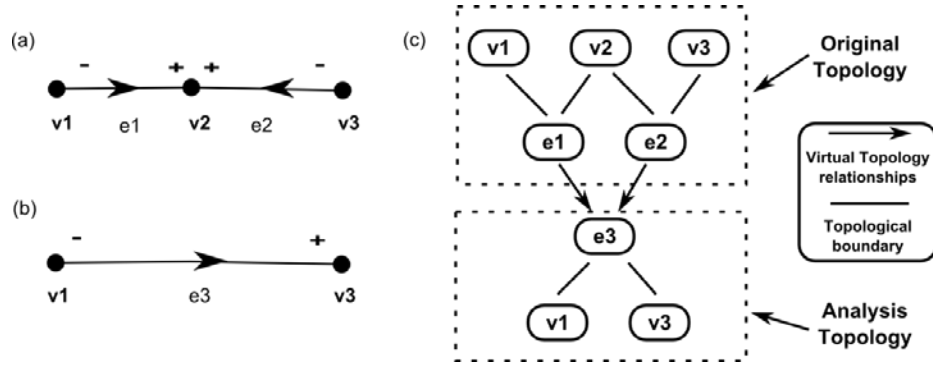 (a)
- + + -
v1 e1 v2 e2 v3
(b)
- +
v1 e3 v3
(c)
v1 v2 v3
e1 e2
e3
v1 v3
Original
Topology
Virtual Topology
relationships
Topological
boundary
Analysis
Topology